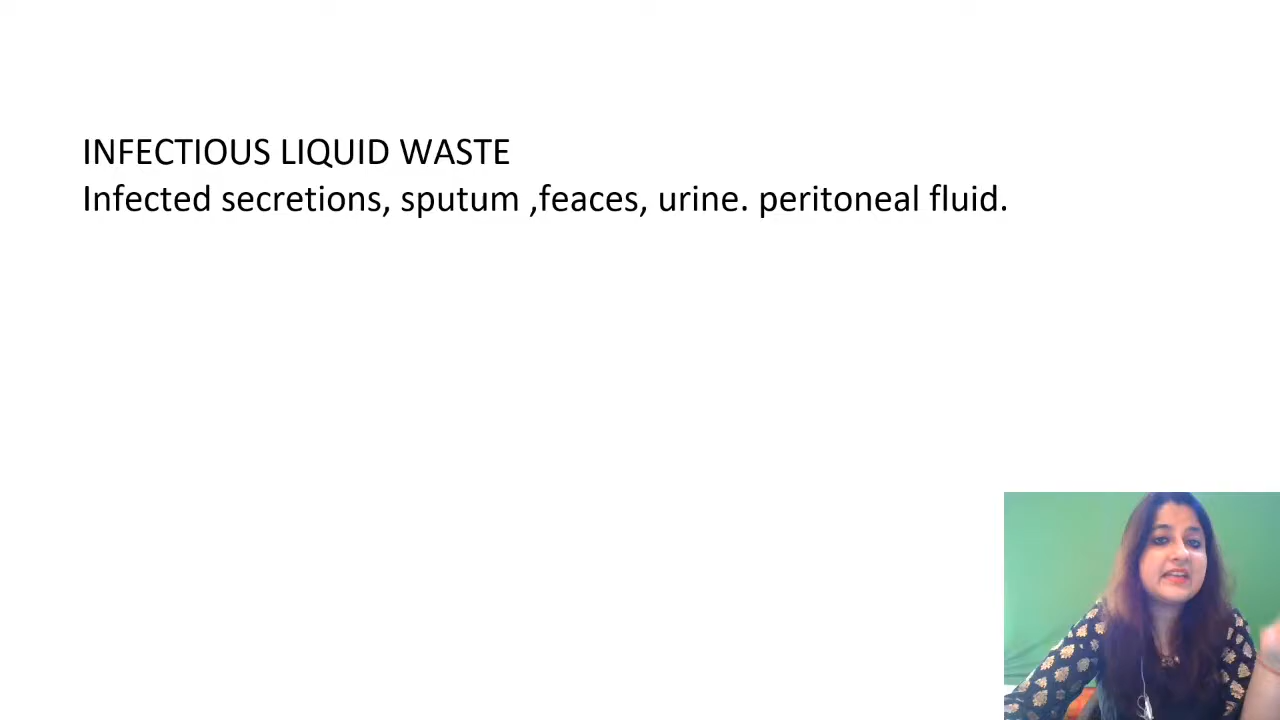 INFECTIOUS LIQUID WASTE
Infected secretions, sputum ,feaces, urine. peritoneal fluid.